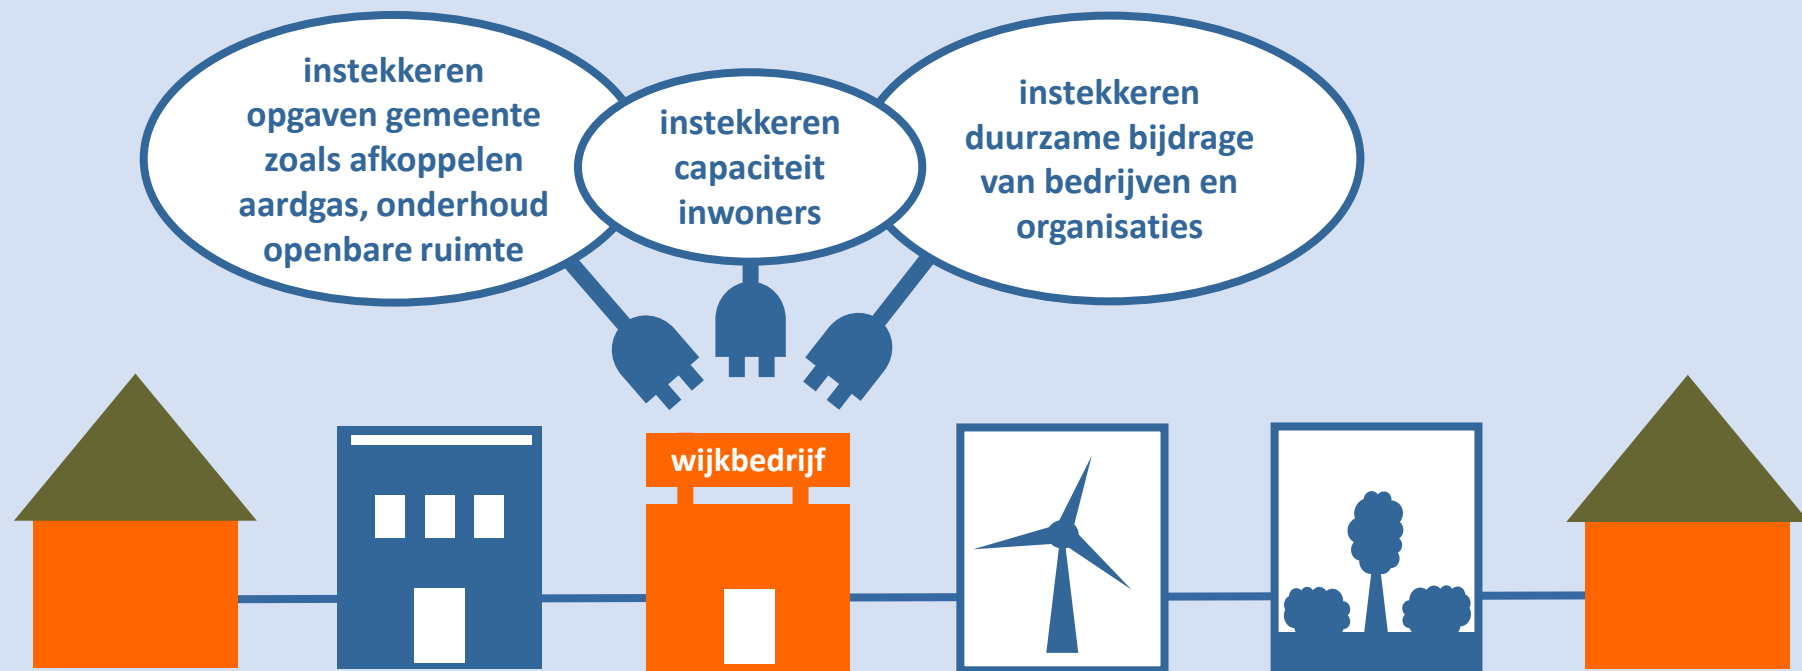 instekkeren
opgaven gemeente
zoals afkoppelen
aardgas, onderhoud
openbare ruimte
instekkeren
capaciteit
inwoners
instekkeren
duurzame bijdrage
van bedrijven en
organisaties
wijkbedrijf